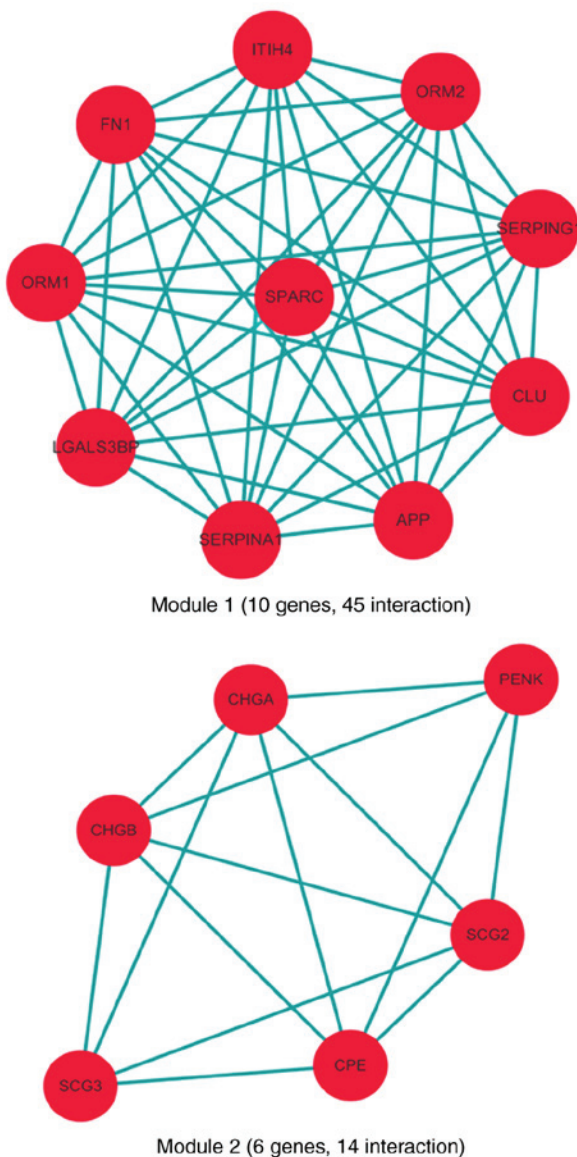 ITIH4
ORM2
FN1
SERPING1
ORM1
SPARC
CLU
LGALS3BP
APP
SERPINA1
Module 1 (10 genes, 45 interaction)
PENK
CHGA
CHGB
SCG2
CPE
SCG3
Module 2 (6 genes, 14 interaction)